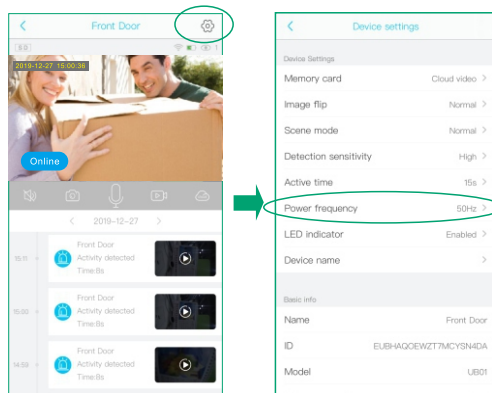 Front Door
SD
1
2019-12-27 15:00:36
Online
2019-12-27
15:11
Front Door
Activity detected
Time:8s
15:00
Front Door
Activity detected
Time:8s
14:59
Front Door
Activity detected
Time:8s
Device settings
Device Settings
Memory card Cloud video
Image flip Normal
Scene mode Normal
Detection sensitivity High
Active time 15s
Power frequency 50Hz
LED indicator Enabled
Device name
Basic info
Name Front Door
ID EUBHAQOEWZT7MCYSN4DA
Model UB01